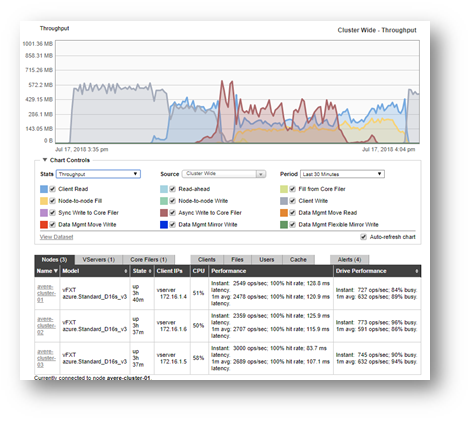 Throughput
Cluster Wide - Throughput
1001.36 MB
858.31 MB
715.26 MB
572.2 MB
429.15 MB
286.1 MB
143.05 MB
0 B
Jul 17, 2018 3:35 pm
Jul 17, 2018 4:04 pm
Chart Controls
Stats Throughput Source Cluster Wide Period Last 30 Minutes
Client Read Read-ahead Fill from Core Filer
Node-to-node Fill Node-to-node Write Client Write
Sync Write to Core Filer Async Write to Core Filer Data Mgmt Move Read
Data Mgmt Move Write Data Mgmt Mirror Write Data Mgmt Flexible Mirror Write
View Dataset Auto-refresh chart
Nodes (3) VServers (1) Core Filers (1) Clients Files Users Cache Alerts (4)
Name Model State Client IPs CPU Performance Drive Performance
avere-cluster-01
vFXT
azure.Standard_D16s_v3
up
3h
40m
vserver
172.16.1.4
51%
Instant: 2549 ops/sec; 100% hit rate; 128.8 ms
latency.
1m avg: 2478 ops/sec; 100% hit rate; 120.9 ms
latency.
Instant: 727 ops/sec; 84% busy.
1m avg: 632 ops/sec; 89% busy.
avere-cluster-02
vFXT
azure.Standard_D16s_v3
up
3h
37m
vserver
172.16.1.6
50%
Instant: 2359 ops/sec; 100% hit rate; 125.9 ms
latency.
1m avg: 2707 ops/sec; 100% hit rate; 115.9 ms
latency.
Instant: 773 ops/sec; 96% busy.
1m avg: 591 ops/sec; 86% busy.
avere-cluster-03
vFXT
azure.Standard_D16s_v3
up
3h
37m
vserver
172.16.1.5
58%
Instant: 3000 ops/sec; 100% hit rate; 83.7 ms
latency.
1m avg: 2689 ops/sec; 100% hit rate; 107.1 ms
latency.
Instant: 745 ops/sec; 90% busy.
1m avg: 632 ops/sec; 94% busy.
Currently connected to node avere-cluster-01.